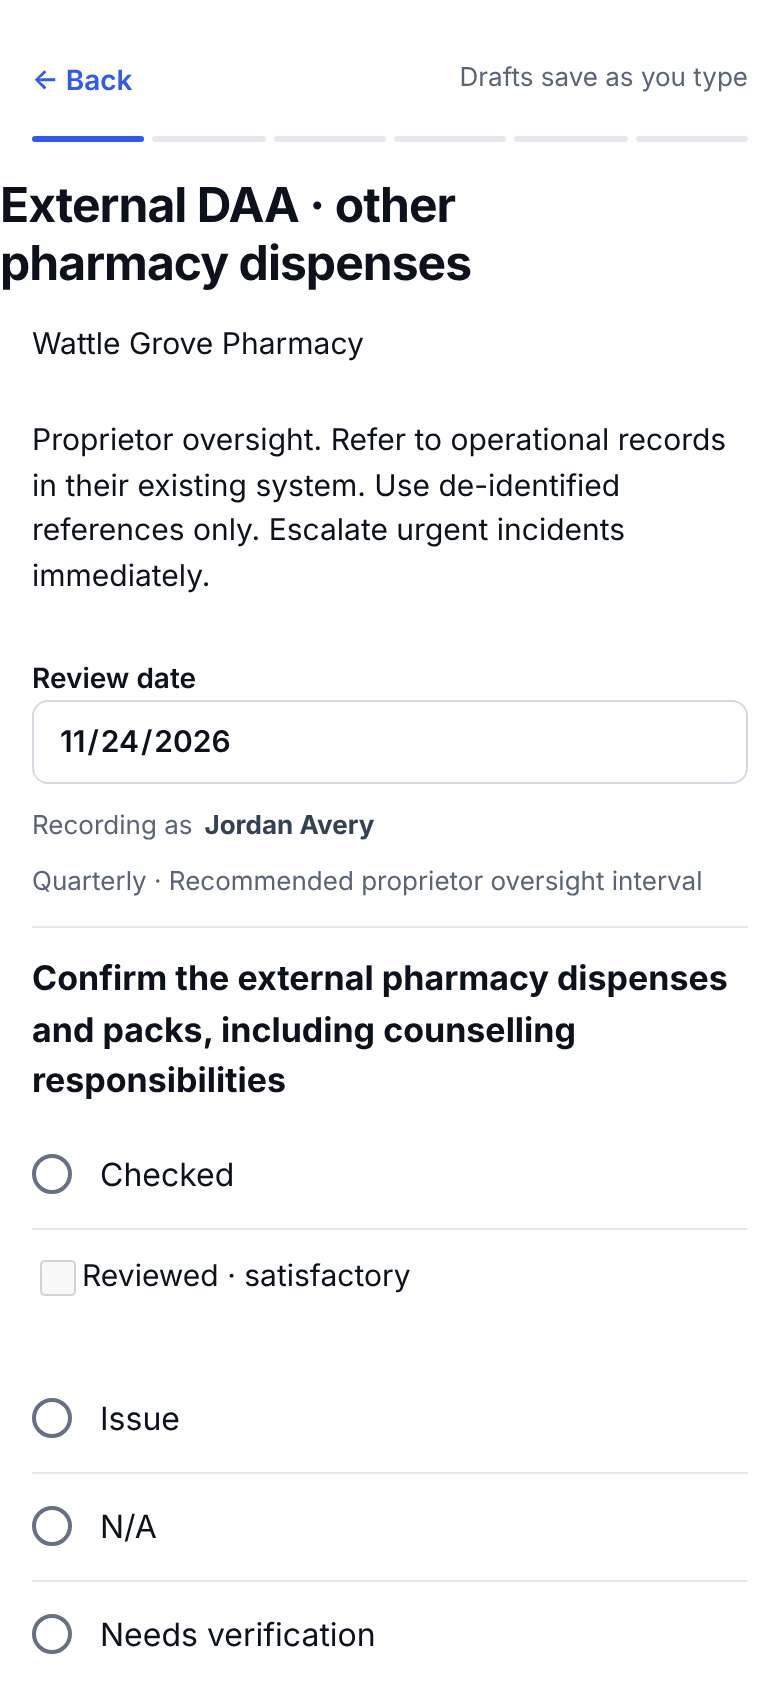 ← Back
Drafts save as you type
External DAA · other
pharmacy dispenses
Wattle Grove Pharmacy
Proprietor oversight. Refer to operational records
in their existing system. Use de-identified
references only. Escalate urgent incidents
immediately.
Review date
11/24/2026
Recording as Jordan Avery
Quarterly · Recommended proprietor oversight interval
Confirm the external pharmacy dispenses
and packs, including counselling
responsibilities
Checked
Reviewed · satisfactory
Issue
N/A
Needs verification